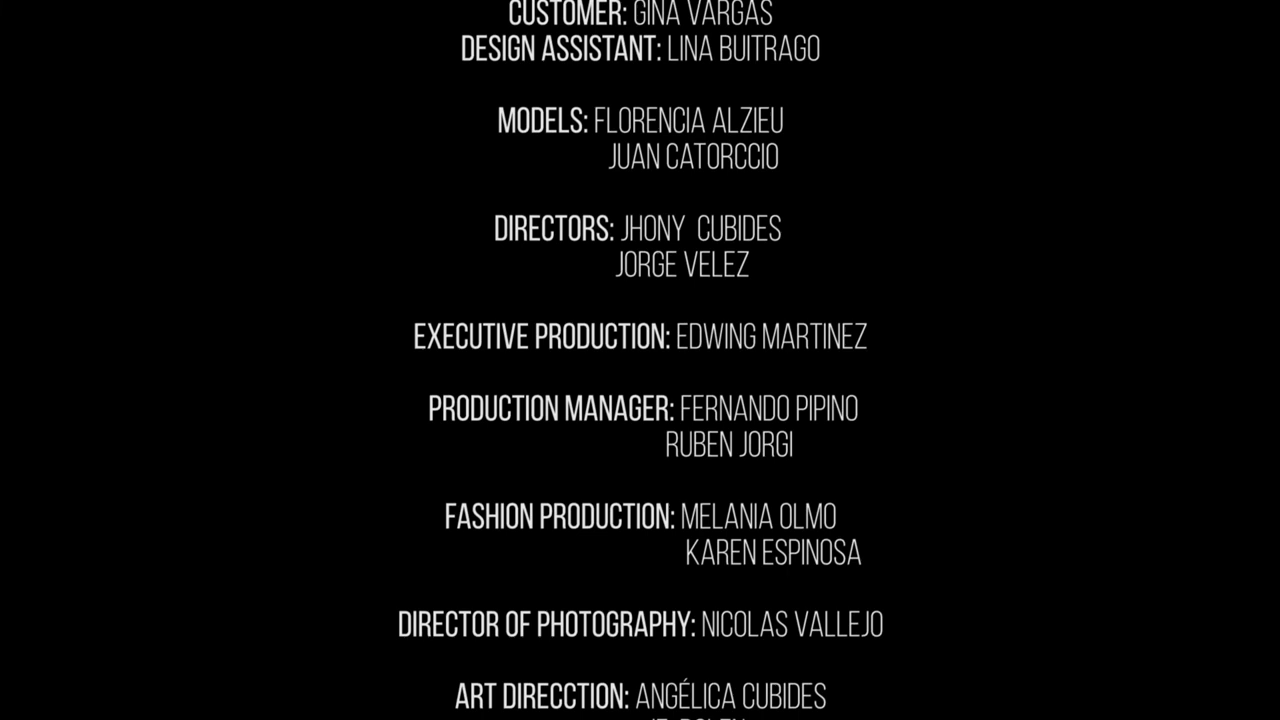 CUSTOMER: GINA VARGAS
DESIGN ASSISTANT: LINA BUITRAGO
MODELS: FLORENCIA ALZIEU
JUAN CATORCCIO
DIRECTORS: JHONY CUBIDES
JORGE VELEZ
EXECUTIVE PRODUCTION: EDWING MARTINEZ
PRODUCTION MANAGER: FERNANDO PIPINO
RUBEN JORGI
FASHION PRODUCTION: MELANIA OLMO
KAREN ESPINOSA
DIRECTOR OF PHOTOGRAPHY: NICOLAS VALLEJO
ART DIRECCTION: ANGÉLICA CUBIDES